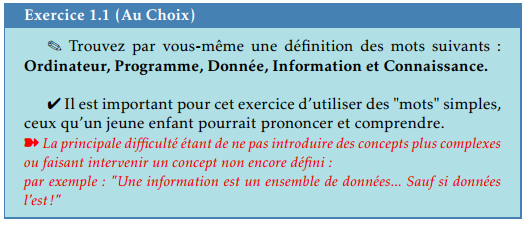 Exercice 1.1 (Au Choix)
✎ Trouvez par vous-même une définition des mots suivants :
Ordinateur, Programme, Donnée, Information et Connaissance.
✔ Il est important pour cet exercice d'utiliser des "mots" simples,
ceux qu'un jeune enfant pourrait prononcer et comprendre.
➽ La principale difficulté étant de ne pas introduire des concepts plus complexes
ou faisant intervenir un concept non encore défini :
par exemple : "Une information est un ensemble de données... Sauf si données
l'est !"